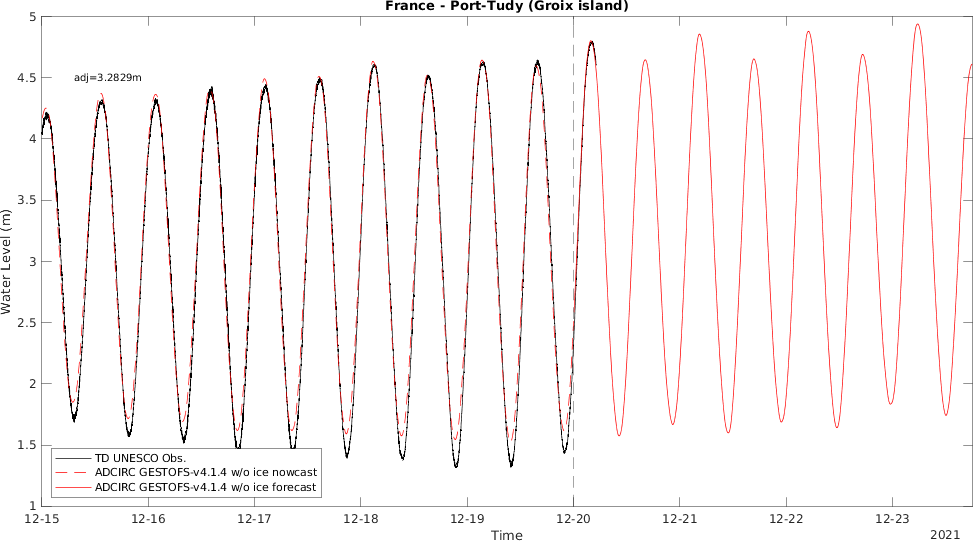 France - Port-Tudy (Groix island)
5
4.5
4
3.5
3
2.5
2
1.5
1
Water Level (m)
adj=3.2829m
TD UNESCO Obs.
ADCIRC GESTOFS-v4.1.4 w/o ice nowcast
ADCIRC GESTOFS-v4.1.4 w/o ice forecast
12-15 12-16 12-17 12-18 12-19 12-20 12-21 12-22 12-23
Time
2021